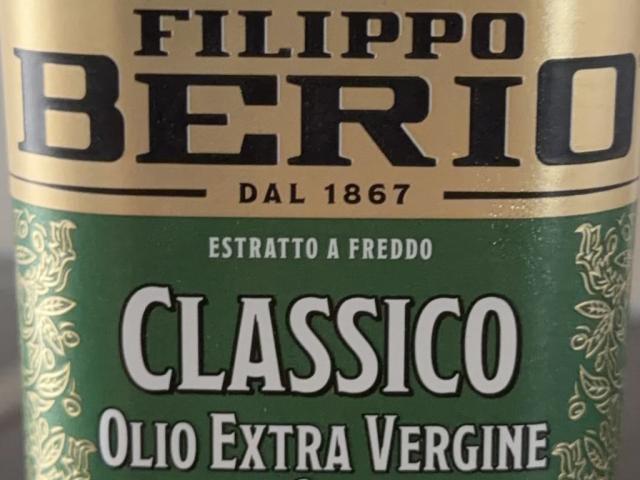 FILIPPO
BERIO
DAL 1867
ESTRATTO A FREDDO
CLASSICO
OLIO EXTRA VERGINE